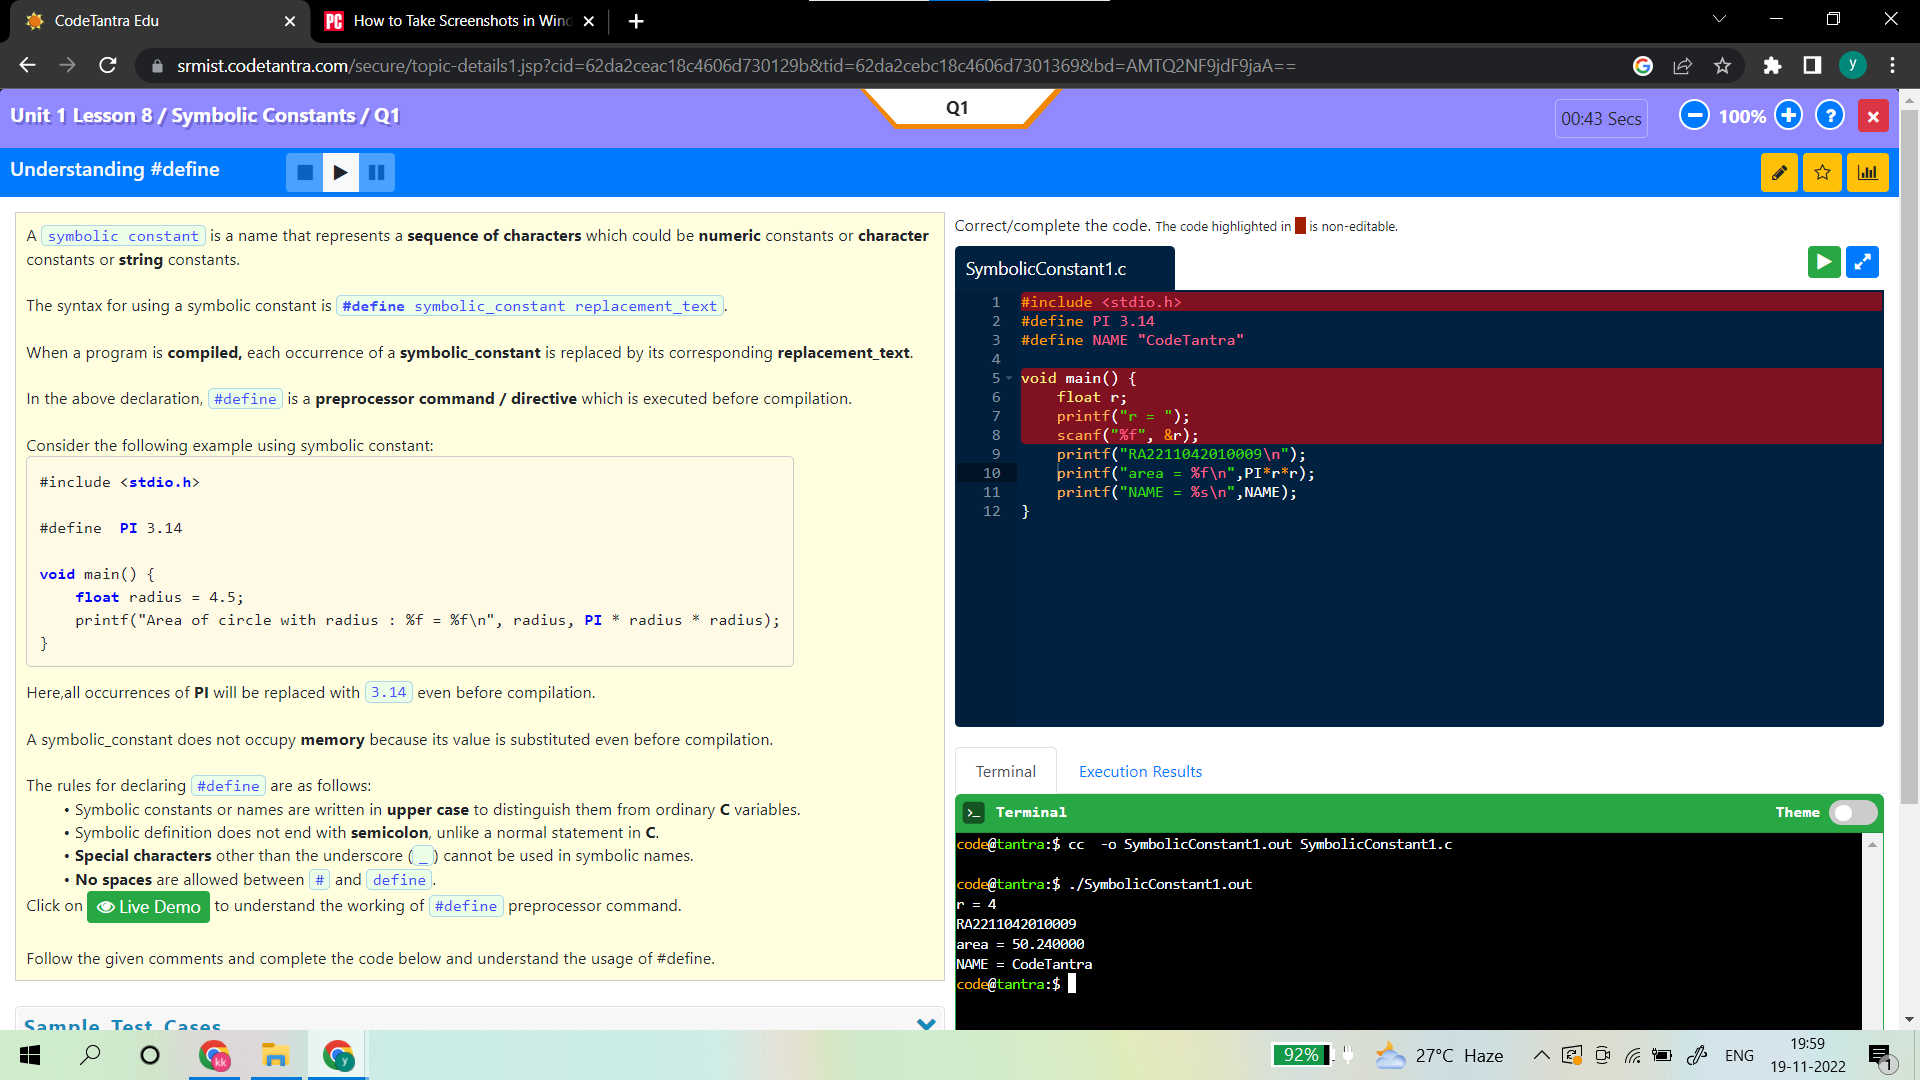 CodeTantra Edu
How to Take Screenshots in Wind
srmist.codetantra.com/secure/topic-details1.jsp?cid=62da2ceac18c4606d730129b&tid=62da2cebc18c4606d7301369&bd=AMTQ2NF9jdF9jaA==
y
Unit 1 Lesson 8 / Symbolic Constants / Q1
Q1
00:43 Secs
100%
Understanding #define
A symbolic constant is a name that represents a sequence of characters which could be numeric constants or character
constants or string constants.
The syntax for using a symbolic constant is #define symbolic_constant replacement_text.
When a program is compiled, each occurrence of a symbolic_constant is replaced by its corresponding replacement_text.
In the above declaration, #define is a preprocessor command / directive which is executed before compilation.
Consider the following example using symbolic constant:
#include <stdio.h>
#define  PI 3.14
void main() {
    float radius = 4.5;
    printf("Area of circle with radius : %f = %f\n", radius, PI * radius * radius);
}
Here,all occurrences of PI will be replaced with 3.14 even before compilation.
A symbolic_constant does not occupy memory because its value is substituted even before compilation.
The rules for declaring #define are as follows:
• Symbolic constants or names are written in upper case to distinguish them from ordinary C variables.
• Symbolic definition does not end with semicolon, unlike a normal statement in C.
• Special characters other than the underscore ( _ ) cannot be used in symbolic names.
• No spaces are allowed between # and define.
Click on Live Demo to understand the working of #define preprocessor command.
Follow the given comments and complete the code below and understand the usage of #define.
Sample Test Cases
Correct/complete the code. The code highlighted in is non-editable.
SymbolicConstant1.c
1 #include <stdio.h>
2 #define PI 3.14
3 #define NAME "CodeTantra"
4
5 void main() {
6     float r;
7     printf("r = ");
8     scanf("%f", &r);
9     printf("RA2211042010009\n");
10     printf("area = %f\n",PI*r*r);
11     printf("NAME = %s\n",NAME);
12 }
Terminal
Execution Results
Terminal
Theme
code@tantra:$ cc  -o SymbolicConstant1.out SymbolicConstant1.c
code@tantra:$ ./SymbolicConstant1.out
r = 4
RA2211042010009
area = 50.240000
NAME = CodeTantra
code@tantra:$
kk
y
92%
27°C Haze
ENG
19:59
19-11-2022
1